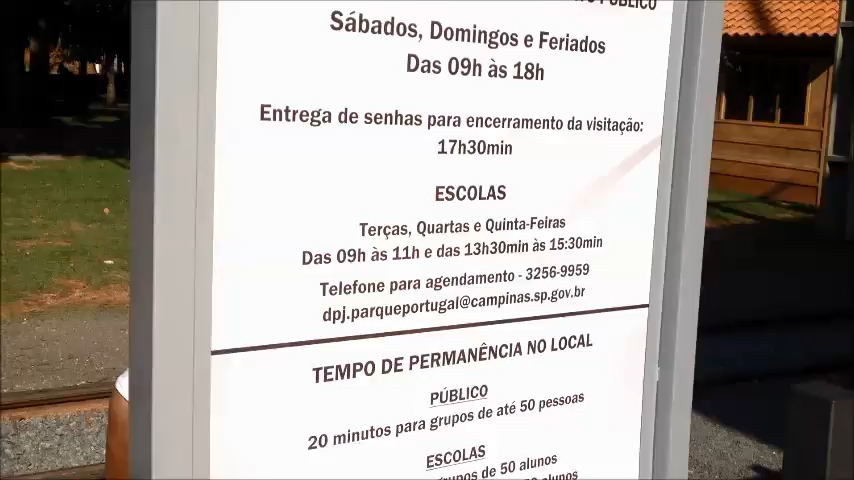 PÚBLICO
Sábados, Domingos e Feriados
Das 09h às 18h
Entrega de senhas para encerramento da visitação:
17h30min
ESCOLAS
Terças, Quartas e Quinta-Feiras
Das 09h às 11h e das 13h30min às 15:30min
Telefone para agendamento - 3256-9959
dpj.parqueportugal@campinas.sp.gov.br
TEMPO DE PERMANÊNCIA NO LOCAL
PÚBLICO
20 minutos para grupos de até 50 pessoas
ESCOLAS
de 50 alunos
alunos